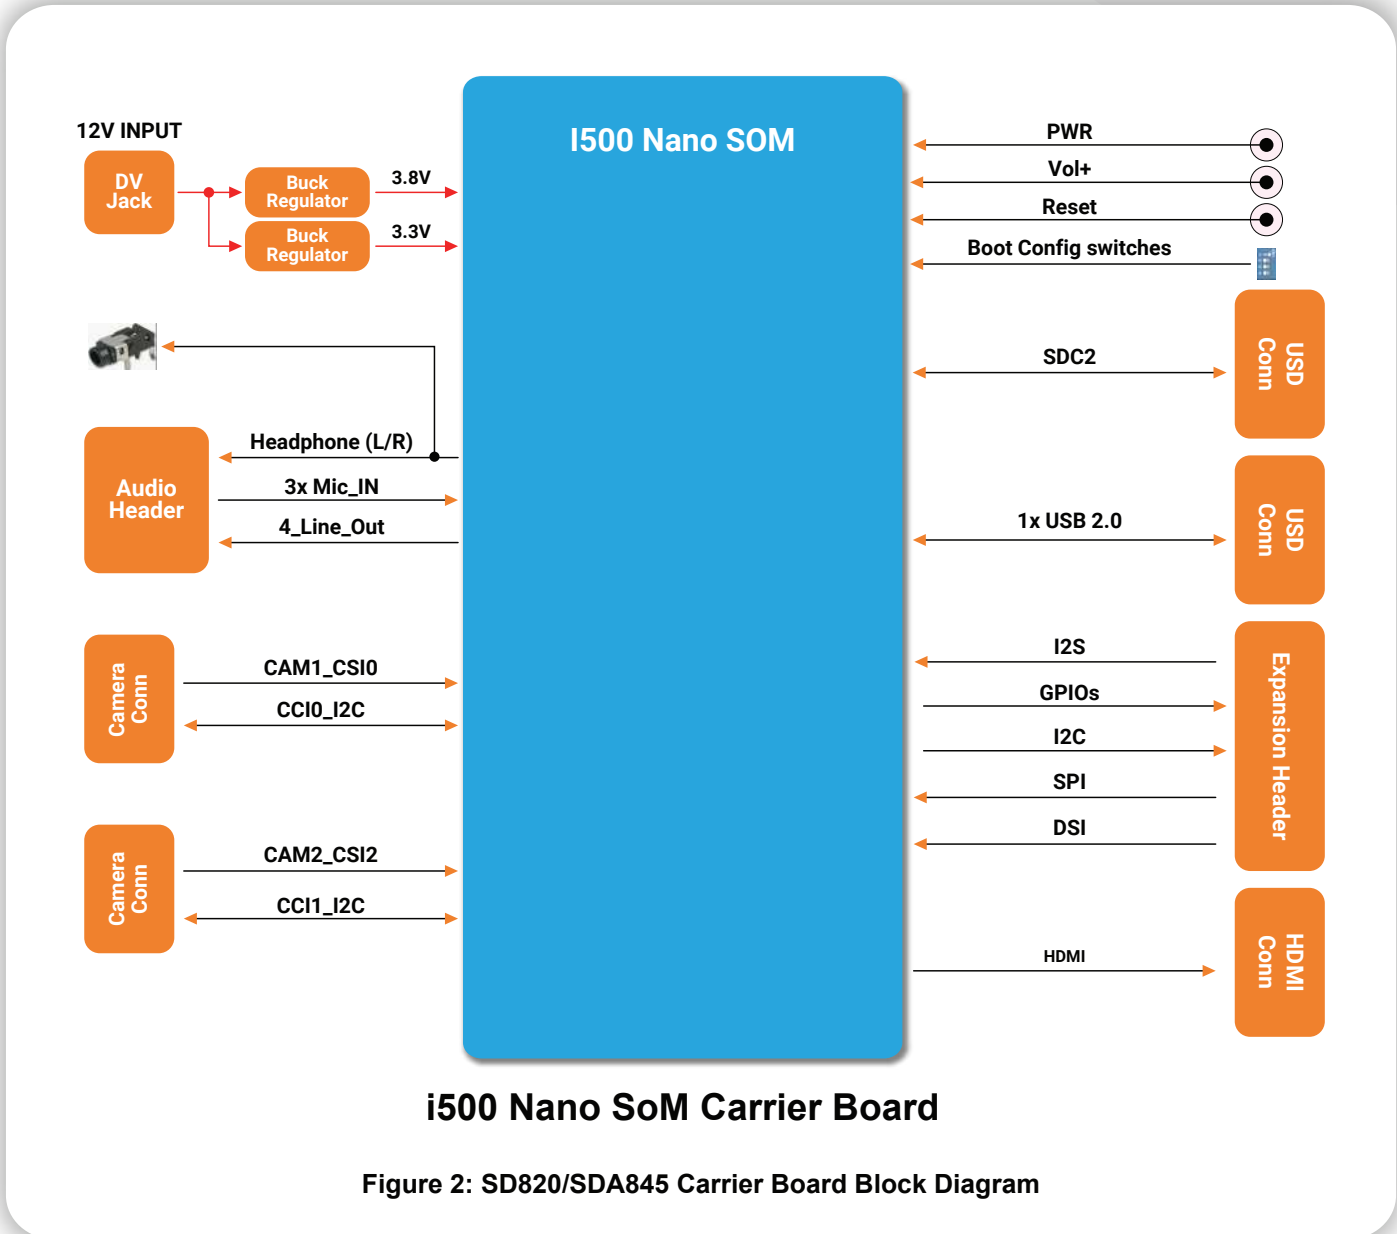 I500 Nano SOM
12V INPUT
DV
Jack
Buck
Regulator
3.8V
Buck
Regulator
3.3V
Headphone (L/R)
Audio
Header
3x Mic_IN
4_Line_Out
Camera
Conn
CAM1_CSI0
CCI0_I2C
Camera
Conn
CAM2_CSI2
CCI1_I2C
PWR
Vol+
Reset
Boot Config switches
SDC2
USD
Conn
1x USB 2.0
USD
Conn
I2S
GPIOs
I2C
SPI
DSI
Expansion Header
HDMI
HDMI
Conn
i500 Nano SoM Carrier Board
Figure 2: SD820/SDA845 Carrier Board Block Diagram